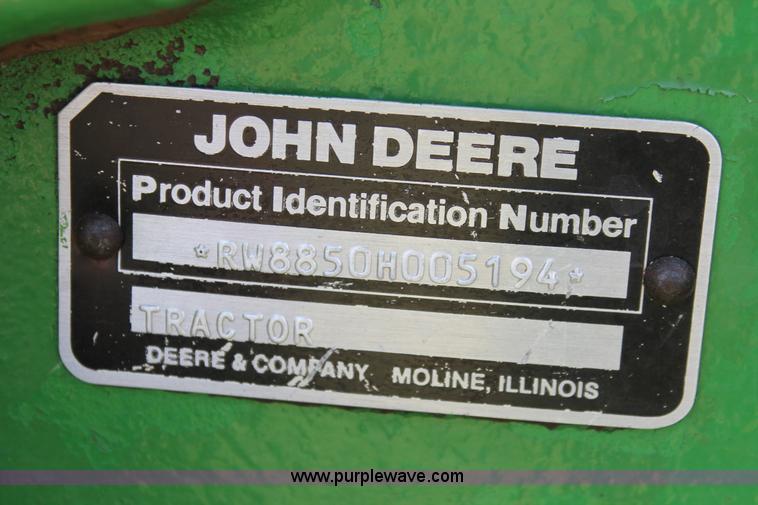 JOHN DEERE
Product Identification Number
*RW8850H005194*
TRACTOR
DEERE & COMPANY MOLINE, ILLINOIS
www.purplewave.com